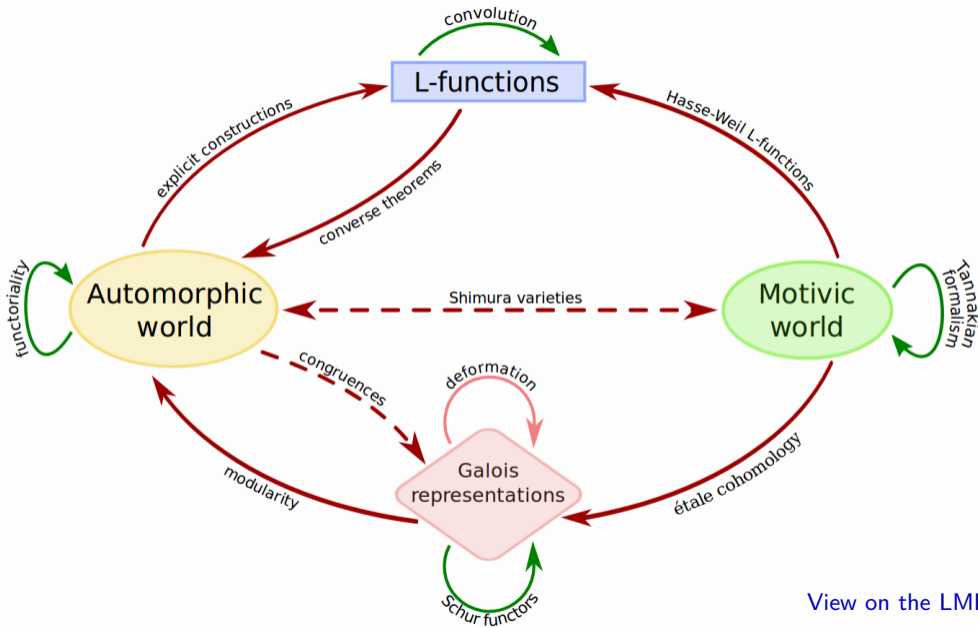 convolution
L-functions
explicit constructions
Hasse-Weil L-functions
converse theorems
functoriality
Automorphic
world
Shimura varieties
Motivic
world
Tannakian
formalism
congruences
deformation
Galois
representations
modularity
étale cohomology
Schur functors
View on the